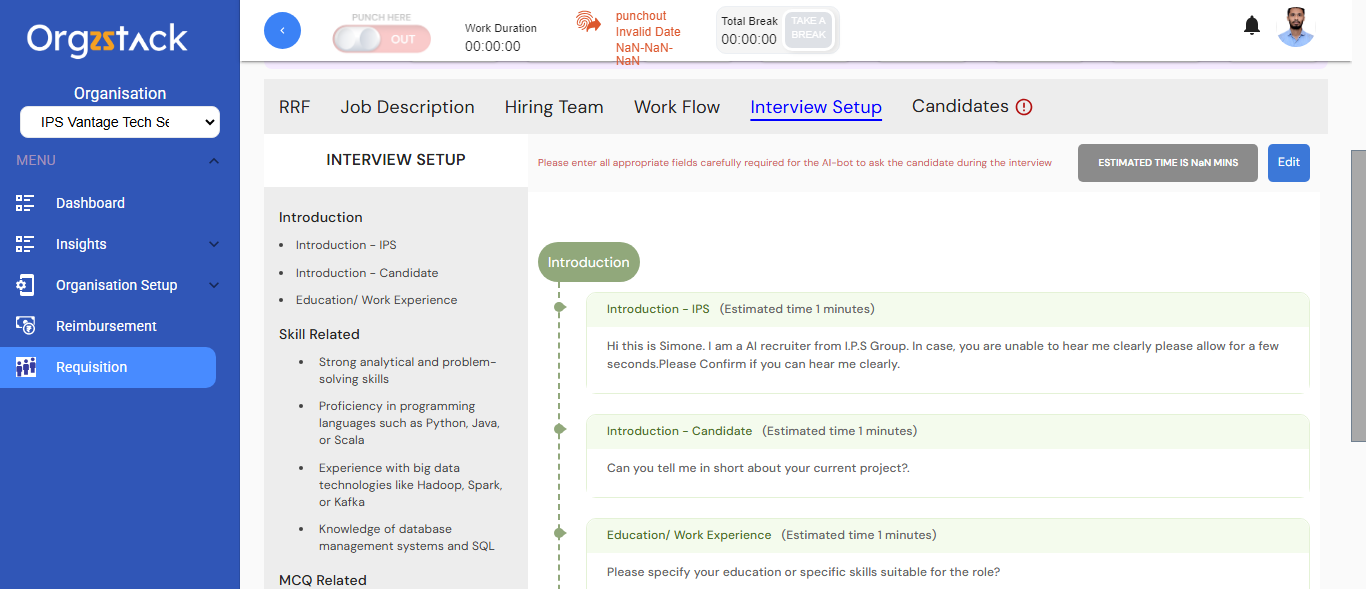 Orgzstack
Organisation
IPS Vantage Tech Se
MENU
Dashboard
Insights
Organisation Setup
Reimbursement
Requisition
PUNCH HERE
OUT
Work Duration
00:00:00
punchout
Invalid Date
NaN-NaN-
NaN
Total Break
00:00:00
TAKE A
BREAK
RRF
Job Description
Hiring Team
Work Flow
Interview Setup
Candidates
INTERVIEW SETUP
Please enter all appropriate fields carefully required for the AI-bot to ask the candidate during the interview
ESTIMATED TIME IS NaN MINS
Edit
Introduction
Introduction - IPS
Introduction - Candidate
Education/ Work Experience
Skill Related
Strong analytical and problem-
solving skills
Proficiency in programming
languages such as Python, Java,
or Scala
Experience with big data
technologies like Hadoop, Spark,
or Kafka
Knowledge of database
management systems and SQL
MCQ Related
Introduction
Introduction - IPS (Estimated time 1 minutes)
Hi this is Simone. I am a AI recruiter from I.P.S Group. In case, you are unable to hear me clearly please allow for a few
seconds.Please Confirm if you can hear me clearly.
Introduction - Candidate (Estimated time 1 minutes)
Can you tell me in short about your current project?.
Education/ Work Experience (Estimated time 1 minutes)
Please specify your education or specific skills suitable for the role?